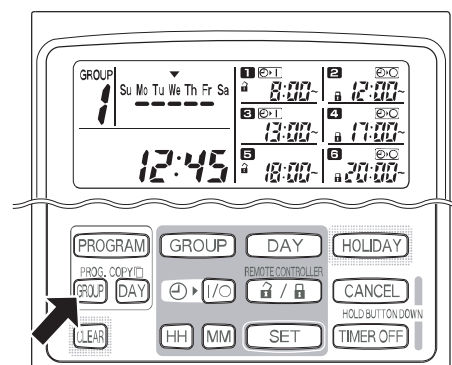 GROUP
1
Su Mo Tu We Th Fr Sa
12:45
1 8:00~
2 12:00~
3 13:00~
4 17:00~
5 18:00~
6 20:00~
PROGRAM GROUP DAY HOLIDAY
PROG. COPY/
REMOTE CONTROLLER
GROUP DAY I/O / CANCEL
HOLD BUTTON DOWN
CLEAR HH MM SET TIMER OFF